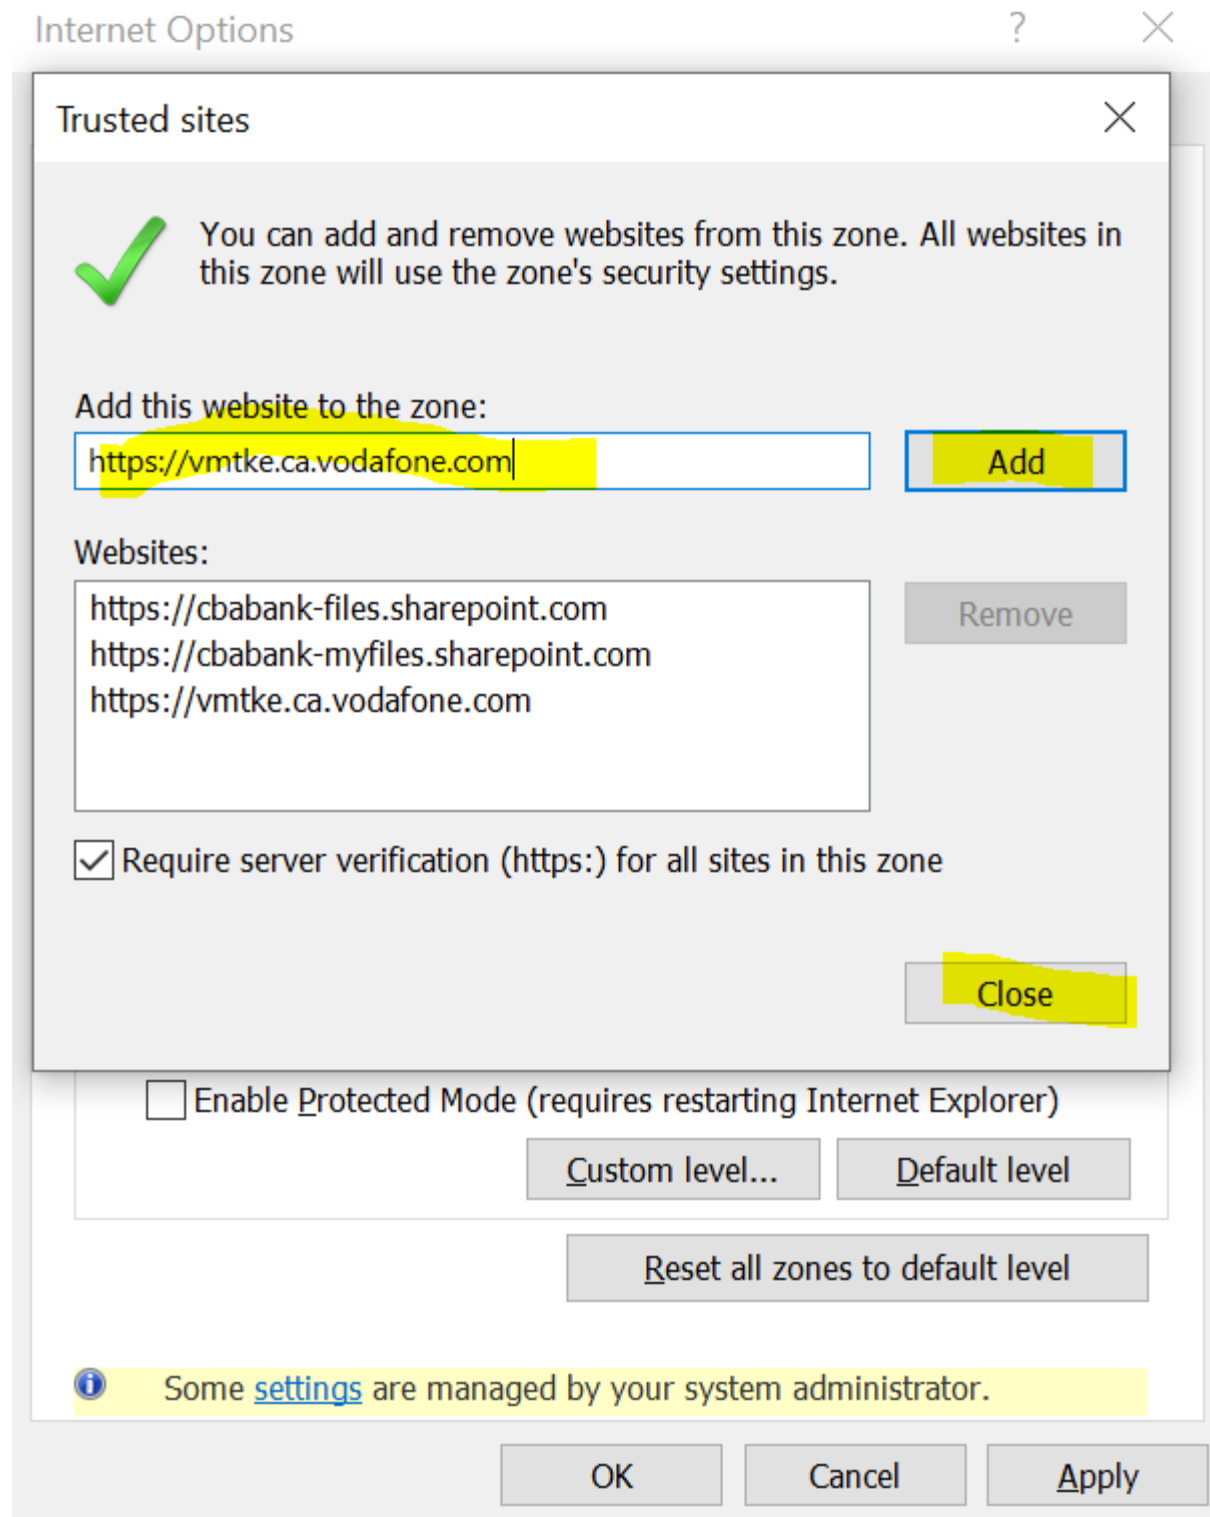 Internet Options
?
Trusted sites
You can add and remove websites from this zone. All websites in
this zone will use the zone's security settings.
Add this website to the zone:
https://vmtke.ca.vodafone.com
Add
Websites:
https://cbabank-files.sharepoint.com
https://cbabank-myfiles.sharepoint.com
https://vmtke.ca.vodafone.com
Remove
Require server verification (https:) for all sites in this zone
Close
Enable Protected Mode (requires restarting Internet Explorer)
Custom level...
Default level
Reset all zones to default level
Some settings are managed by your system administrator.
OK
Cancel
Apply